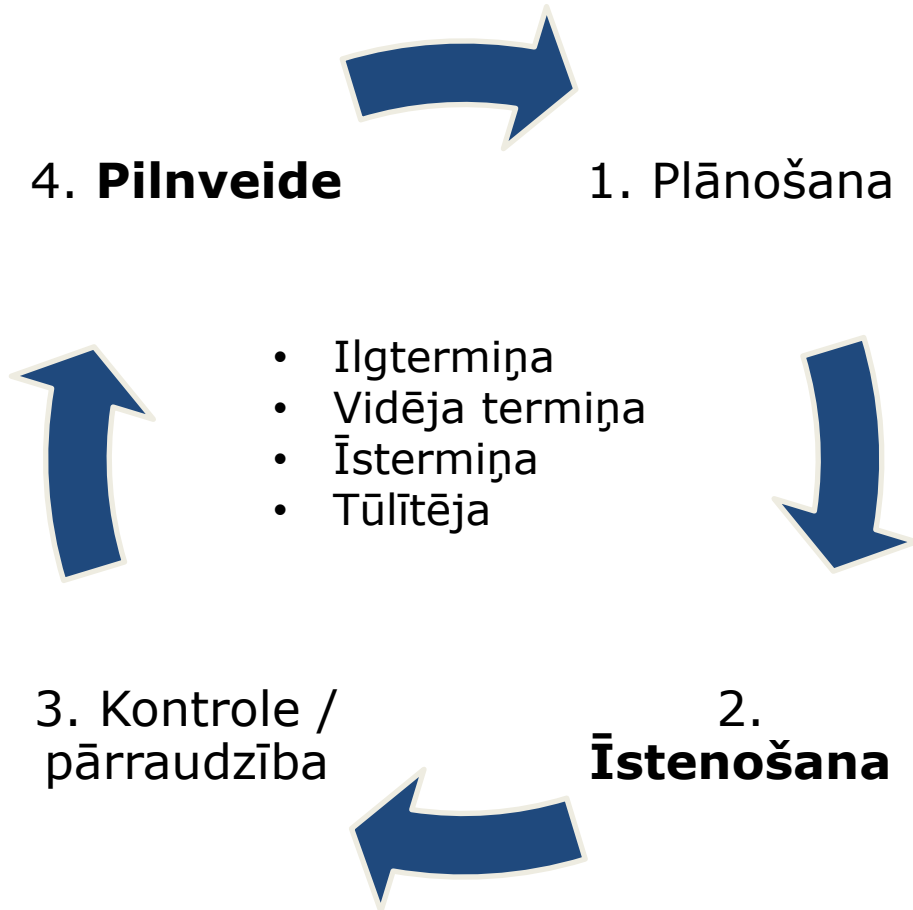 4. Pilnveide
1. Plānošana
• Ilgtermiņa
• Vidēja termiņa
• Īstermiņa
• Tūlītēja
3. Kontrole /
pārraudzība
2.
Īstenošana